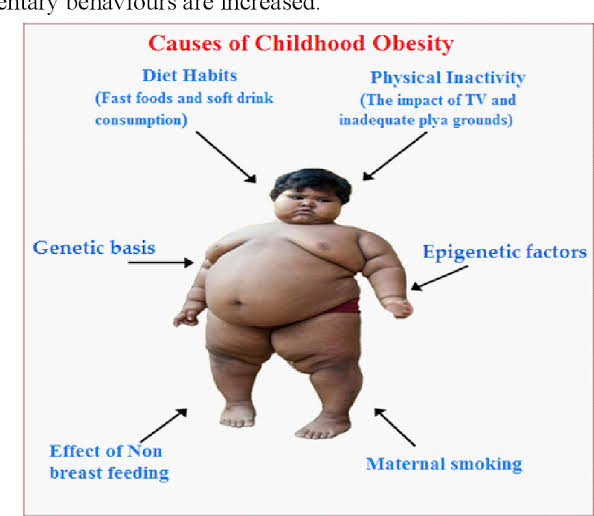 entary behaviours are increased.
Causes of Childhood Obesity
Diet Habits
(Fast foods and soft drink
consumption)
Physical Inactivity
(The impact of TV and
inadequate plya grounds)
Genetic basis
Epigenetic factors
Effect of Non
breast feeding
Maternal smoking